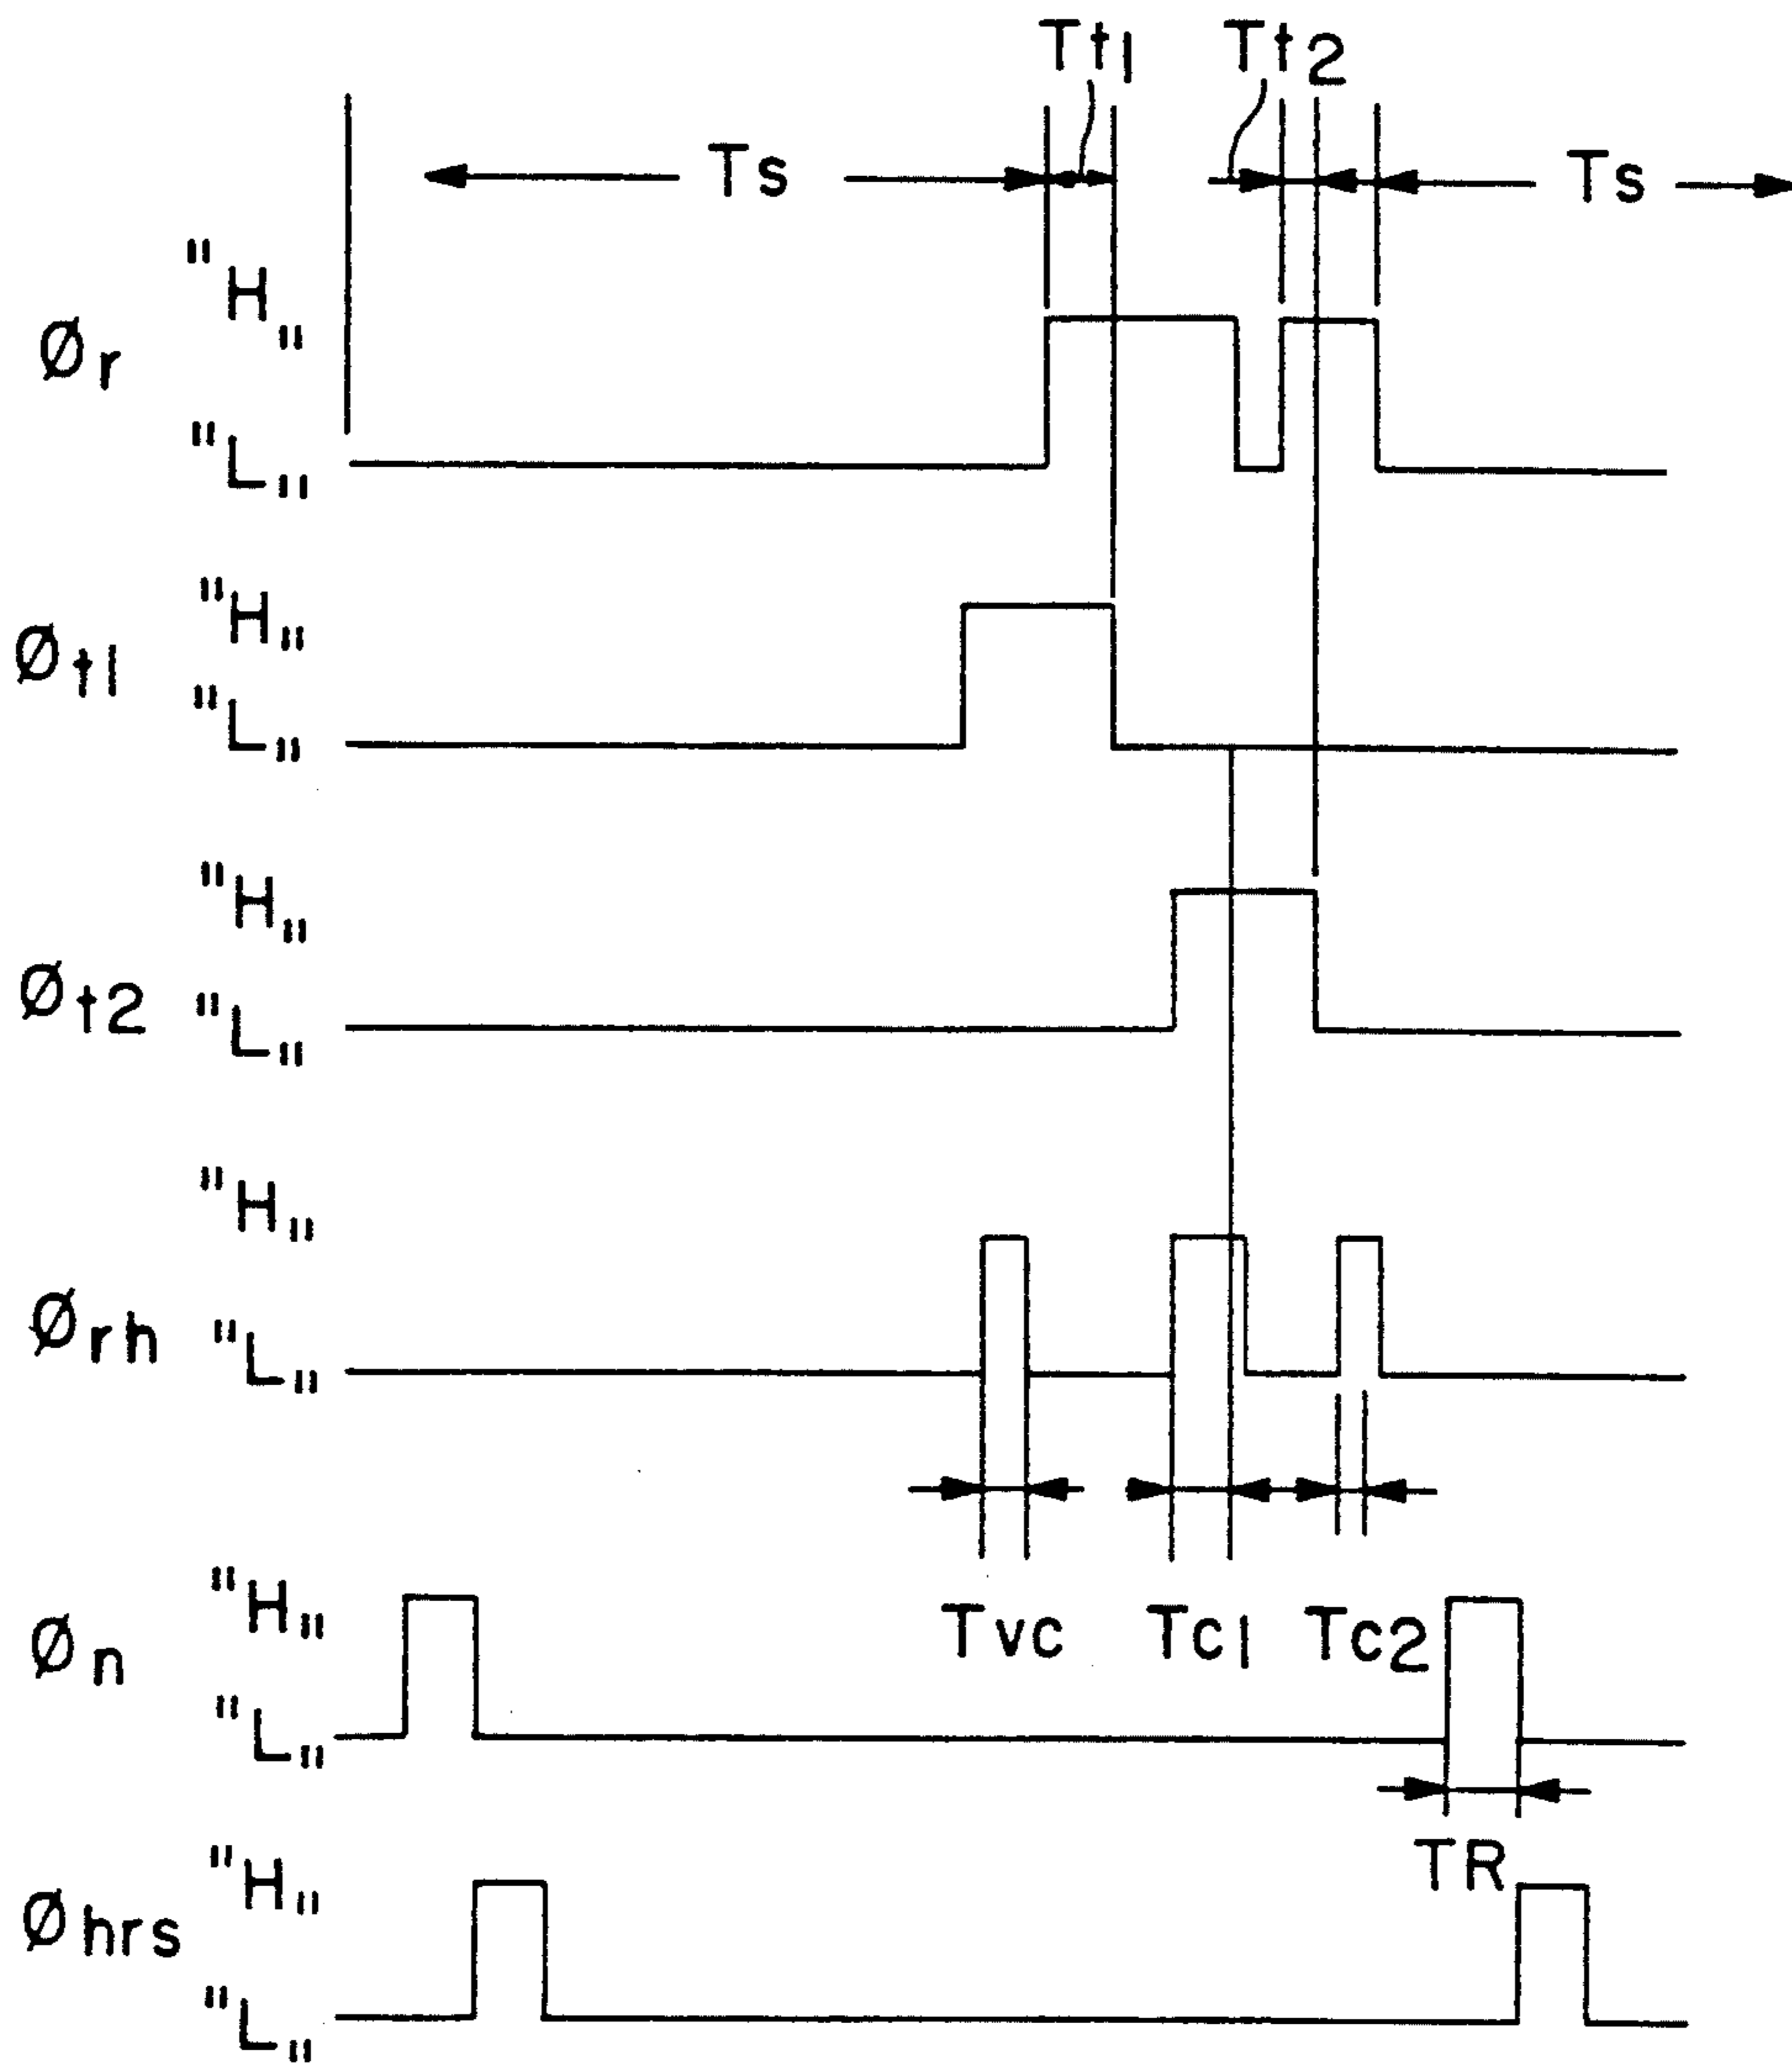 Tt1 Tt2
Ts Ts
"H"
Ør
"L"
"H"
Øt1
"L"
"H"
Øt2
"L"
"H"
Ørh
"L"
"H"
Øn
Tvc Tc1 Tc2
"L"
TR
"H"
Øhrs
"L"